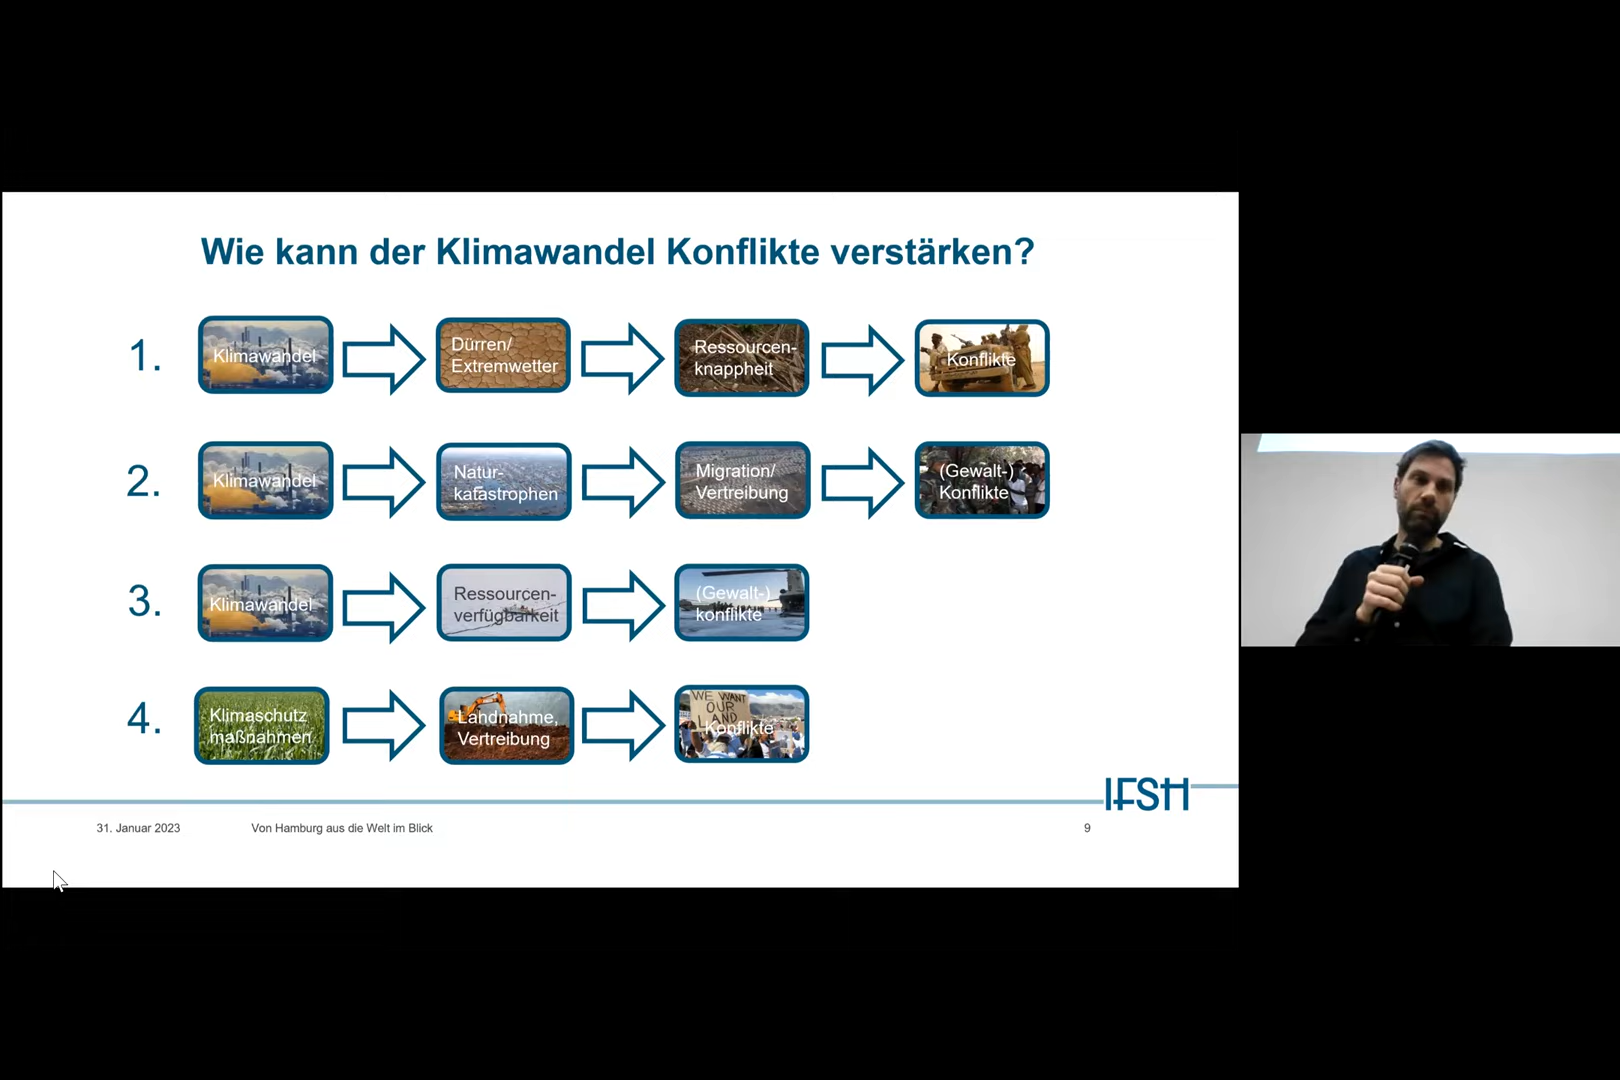 Wie kann der Klimawandel Konflikte verstärken?
1.
Klimawandel
Dürren/
Extremwetter
Ressourcen-
knappheit
Konflikte
2.
Klimawandel
Natur-
katastrophen
Migration/
Vertreibung
(Gewalt-)
Konflikte
3.
Klimawandel
Ressourcen-
verfügbarkeit
(Gewalt-)
konflikte
4.
Klimaschutz
maßnahmen
Landnahme,
Vertreibung
WE WANT
OUR
LAND
Konflikte
IFSH
31. Januar 2023
Von Hamburg aus die Welt im Blick
9